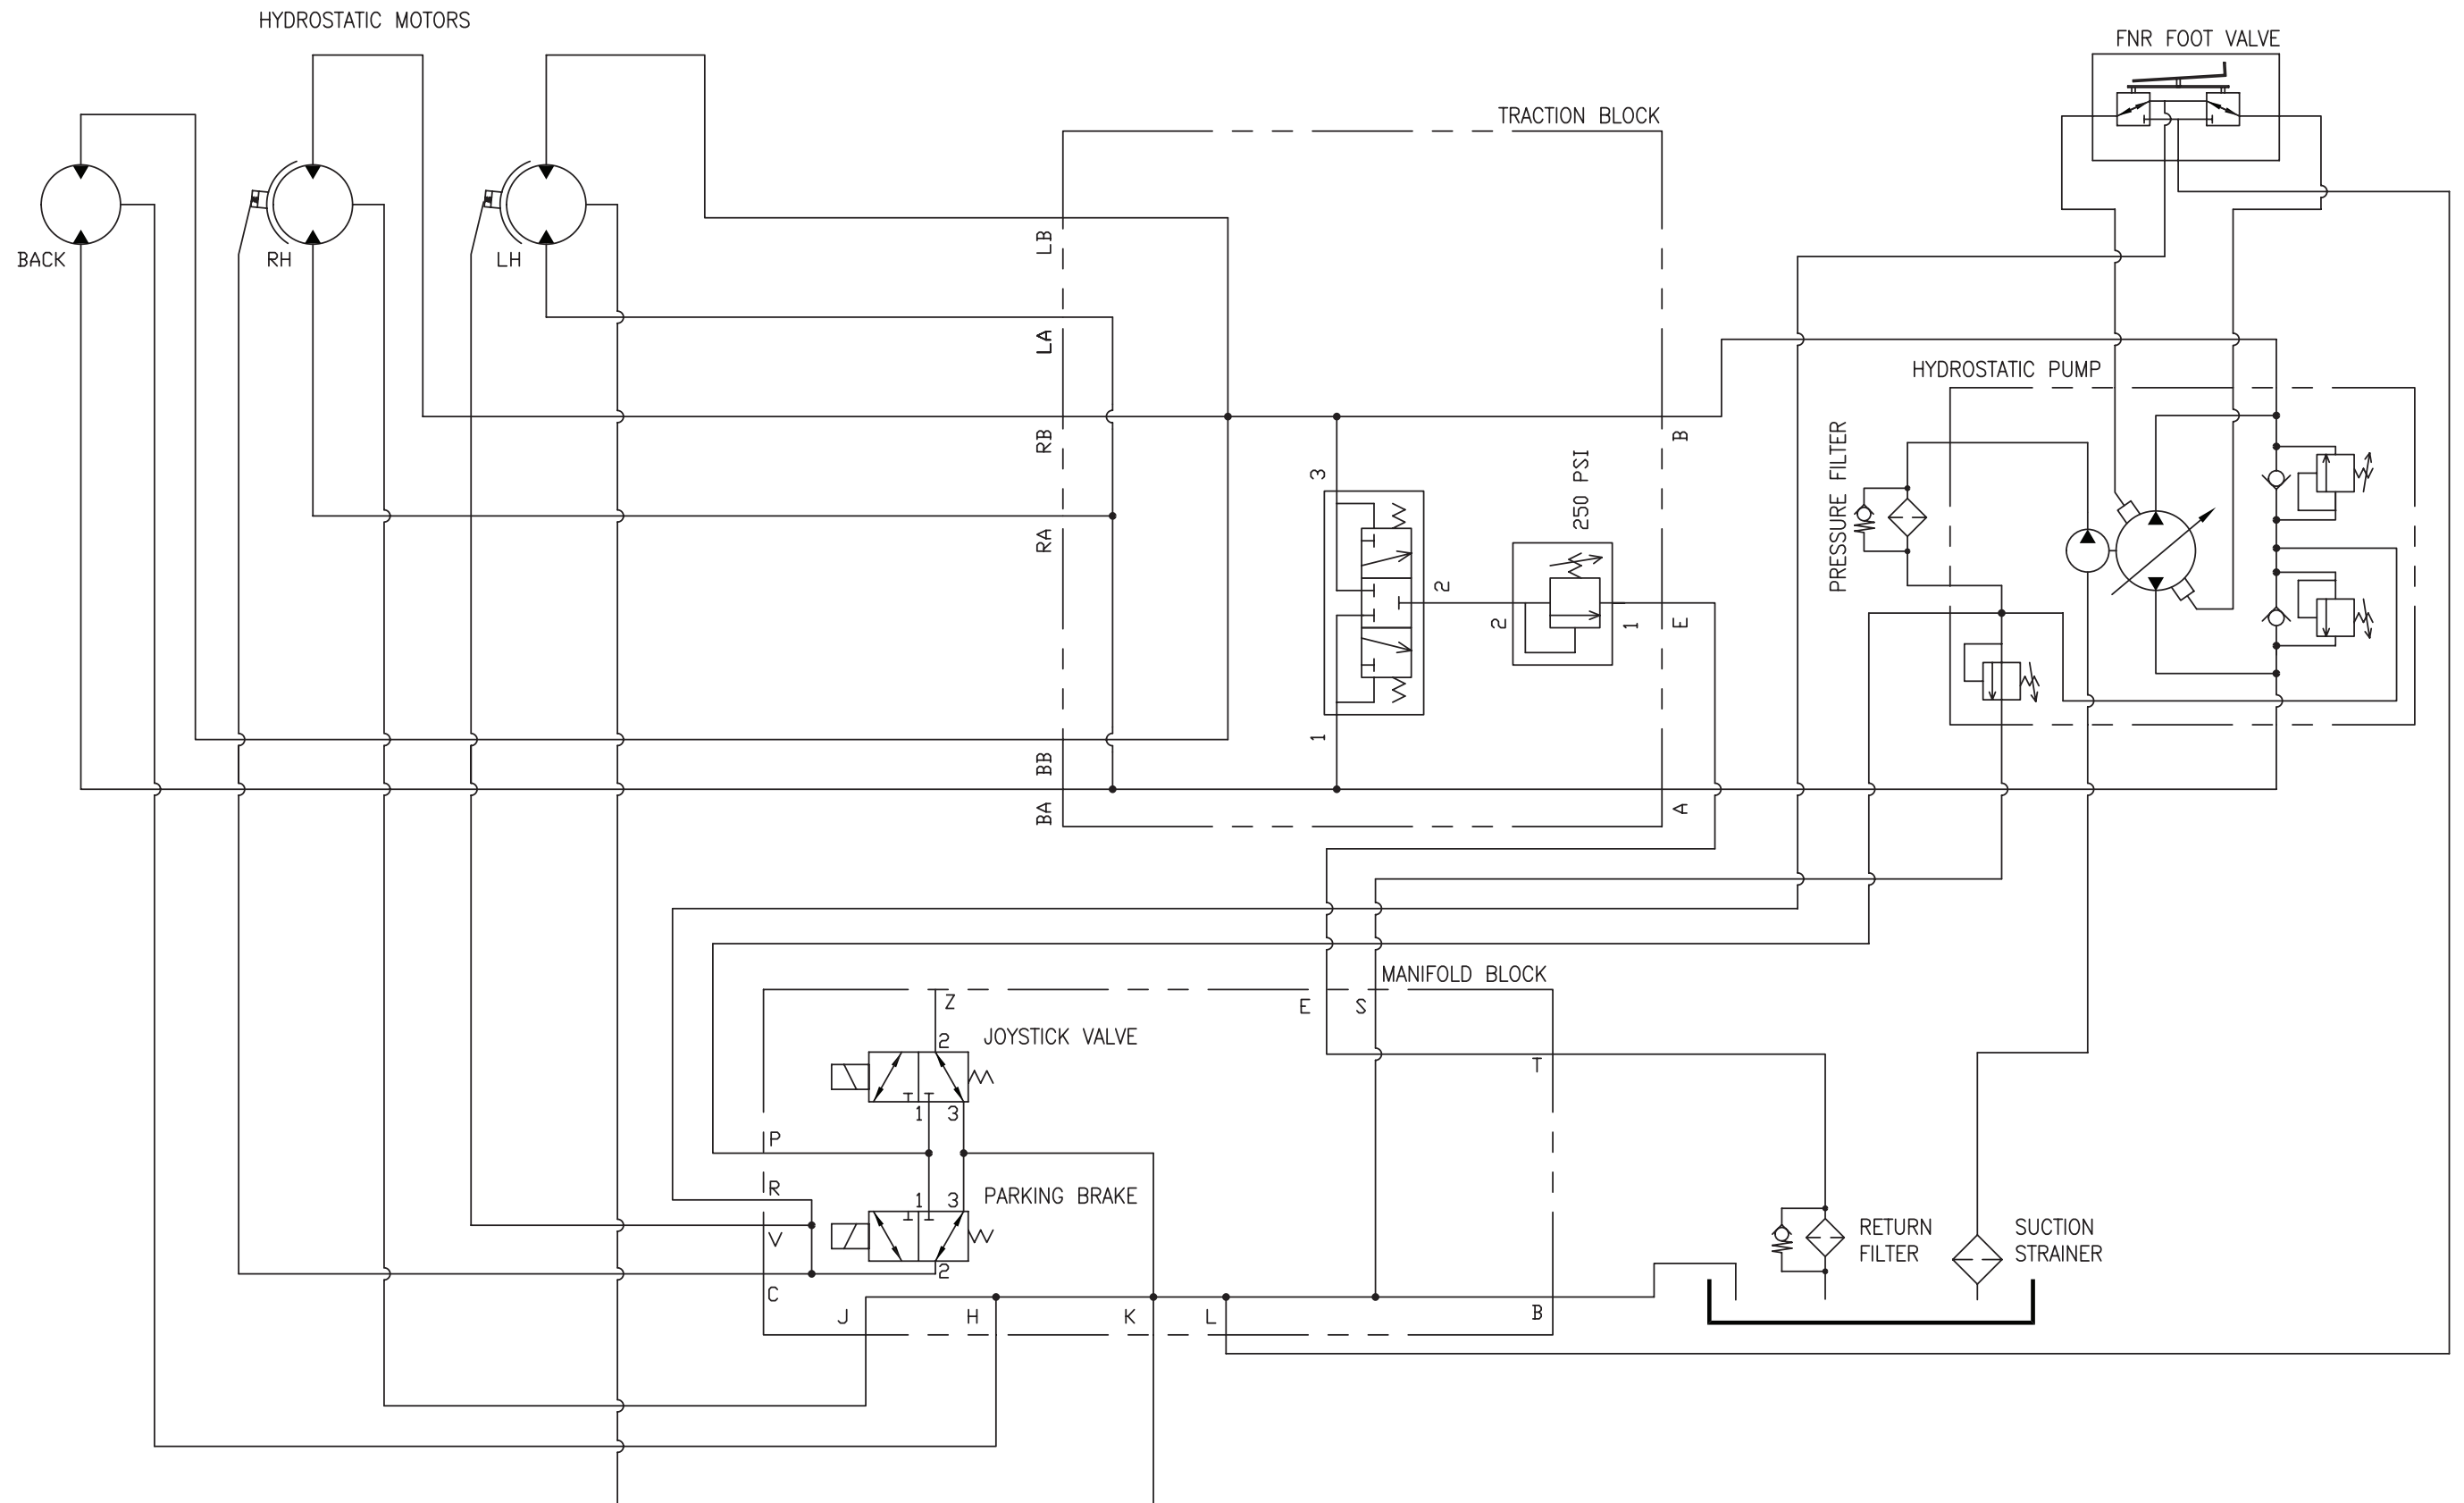 HYDROSTATIC MOTORS
FNR FOOT VALVE
TRACTION BLOCK
BACK
RH
LH
LB
LA
RB
RA
BB
BA
B
E
A
3
2
1
250 PSI
2
1
HYDROSTATIC PUMP
PRESSURE FILTER
MANIFOLD BLOCK
Z
E
S
T
JOYSTICK VALVE
2
1
3
P
R
V
C
PARKING BRAKE
1
3
2
J
H
K
L
B
RETURN
FILTER
SUCTION
STRAINER